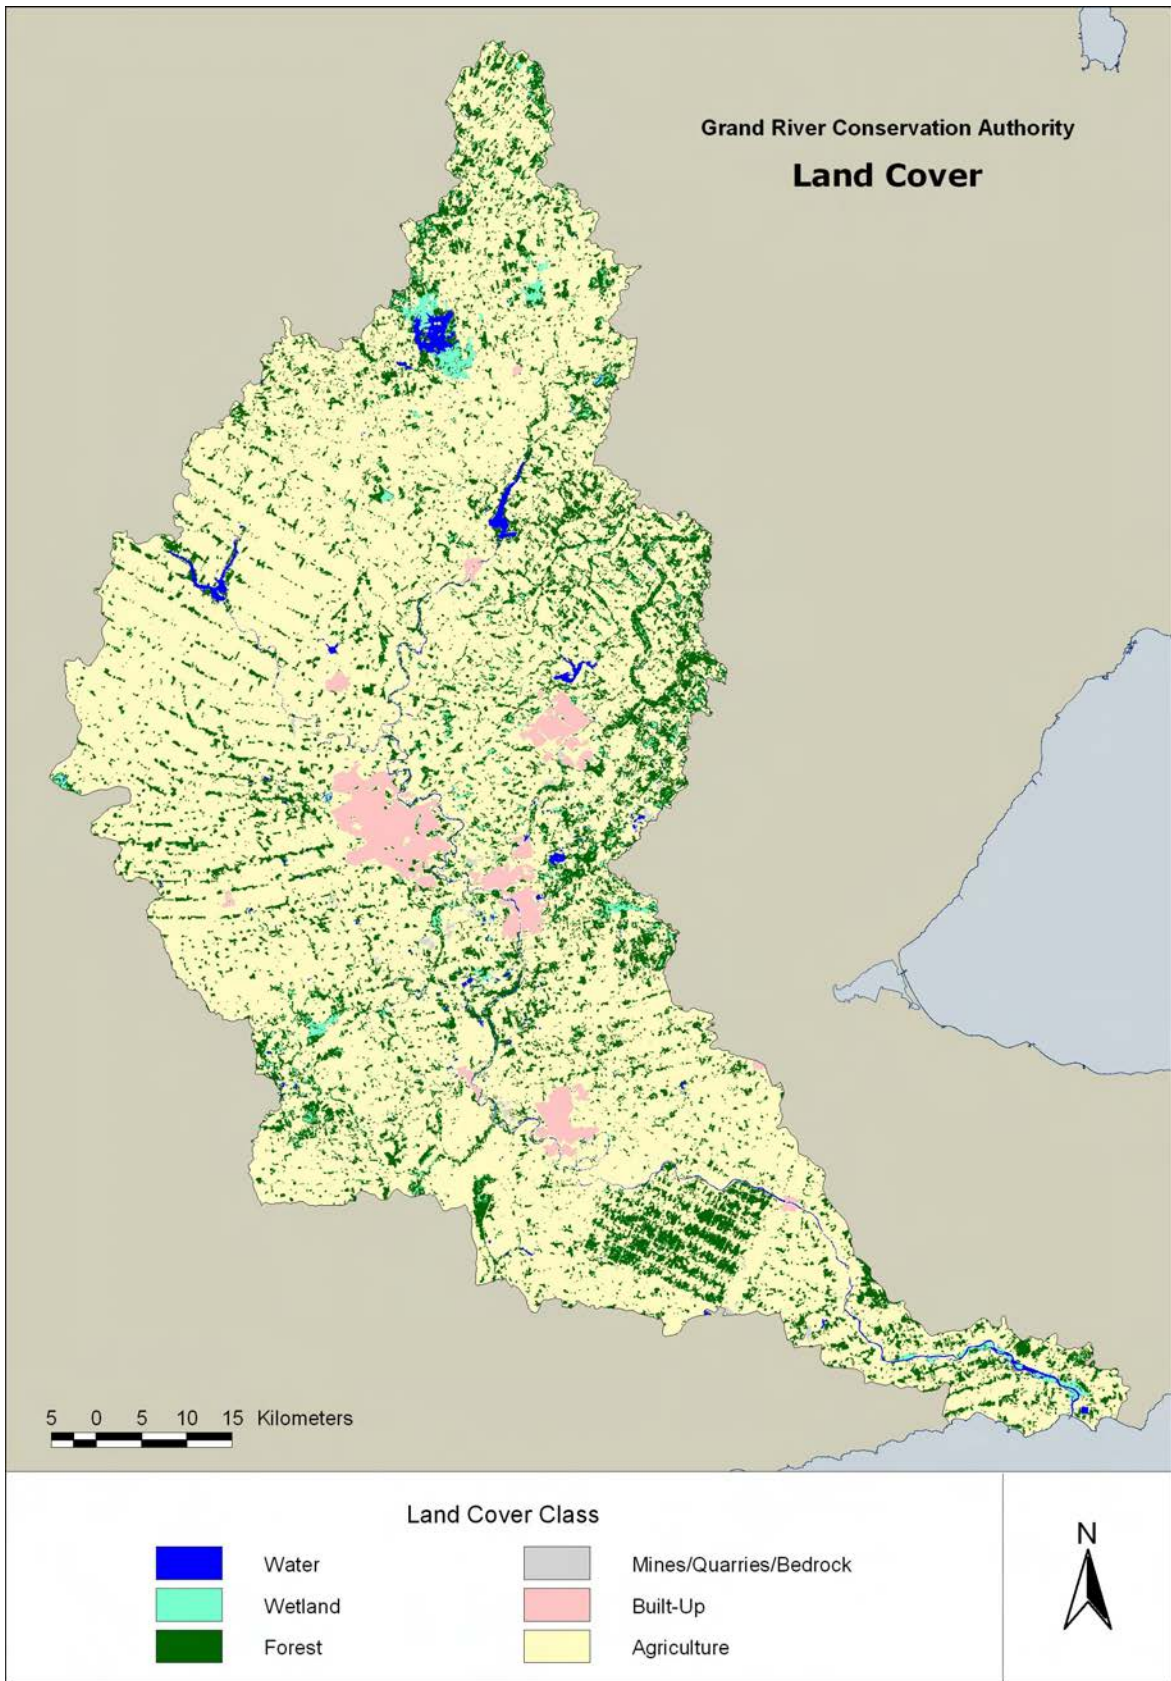 Grand River Conservation Authority
Land Cover
5 0 5 10 15 Kilometers
Land Cover Class
N
Water
Mines/Quarries/Bedrock
Wetland
Built-Up
Forest
Agriculture